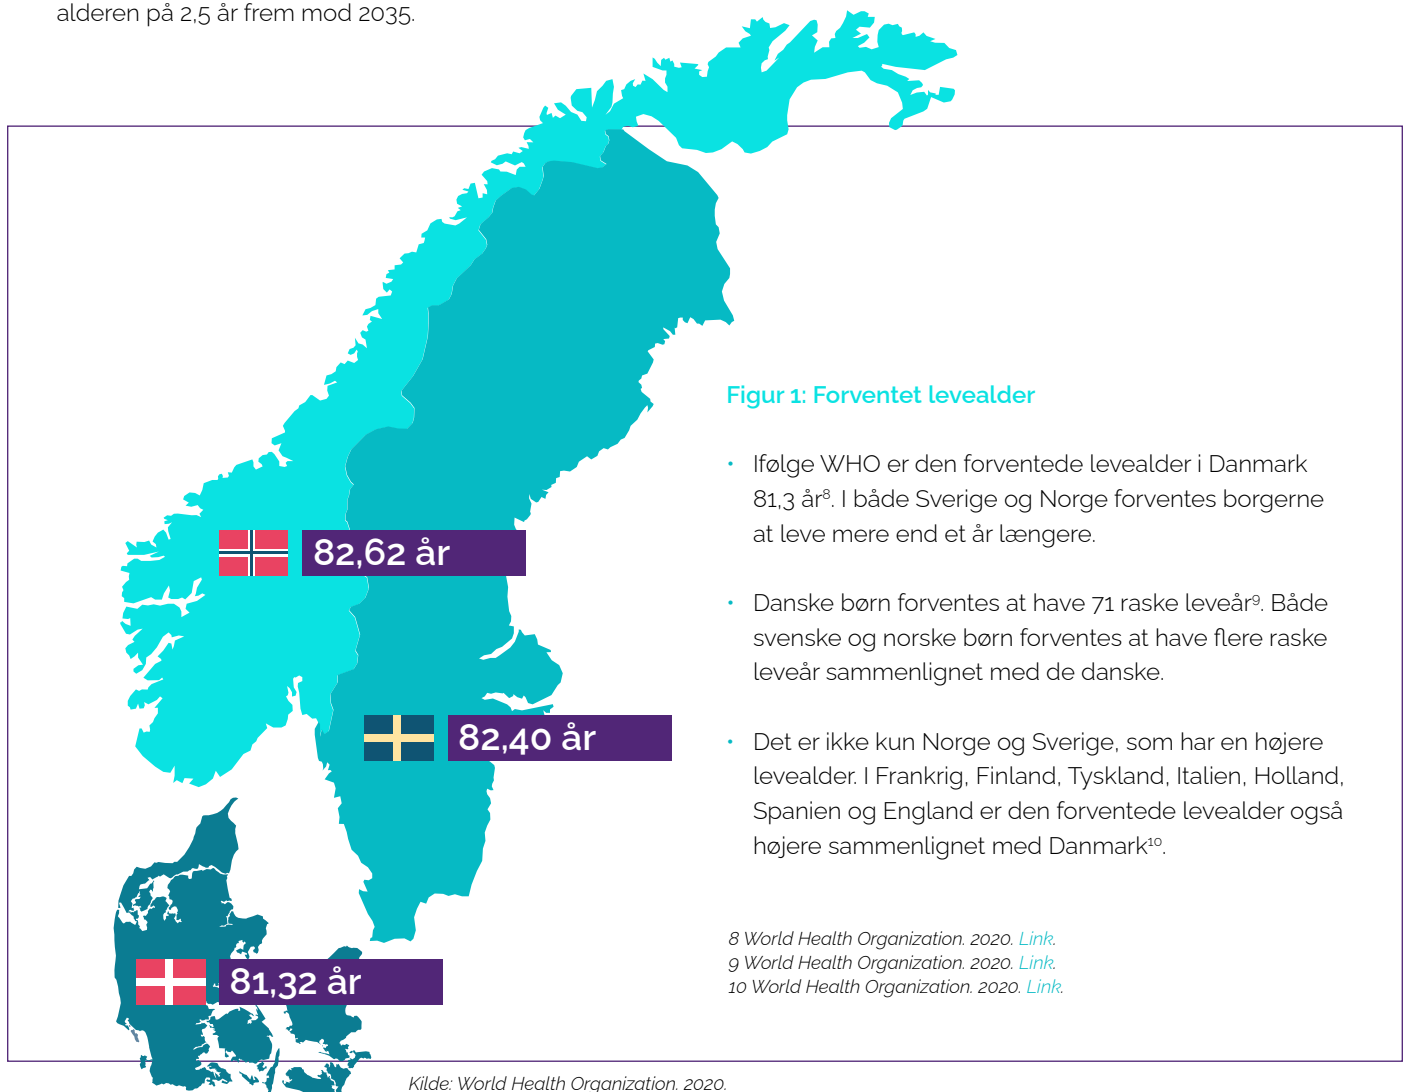 alderen på 2,5 år frem mod 2035.
Figur 1: Forventet levealder
• Ifølge WHO er den forventede levealder i Danmark
81,3 år⁸. I både Sverige og Norge forventes borgerne
at leve mere end et år længere.
• Danske børn forventes at have 71 raske leveår⁹. Både
svenske og norske børn forventes at have flere raske
leveår sammenlignet med de danske.
• Det er ikke kun Norge og Sverige, som har en højere
levealder. I Frankrig, Finland, Tyskland, Italien, Holland,
Spanien og England er den forventede levealder også
højere sammenlignet med Danmark¹⁰.
82,62 år
82,40 år
81,32 år
8 World Health Organization. 2020. Link.
9 World Health Organization. 2020. Link.
10 World Health Organization. 2020. Link.
Kilde: World Health Organization. 2020.